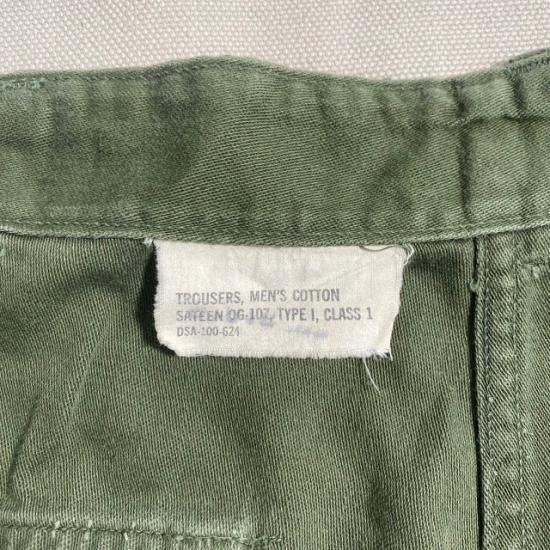 TROUSERS, MEN'S COTTON
SATEEN OG-107, TYPE I, CLASS 1
DSA-100-624